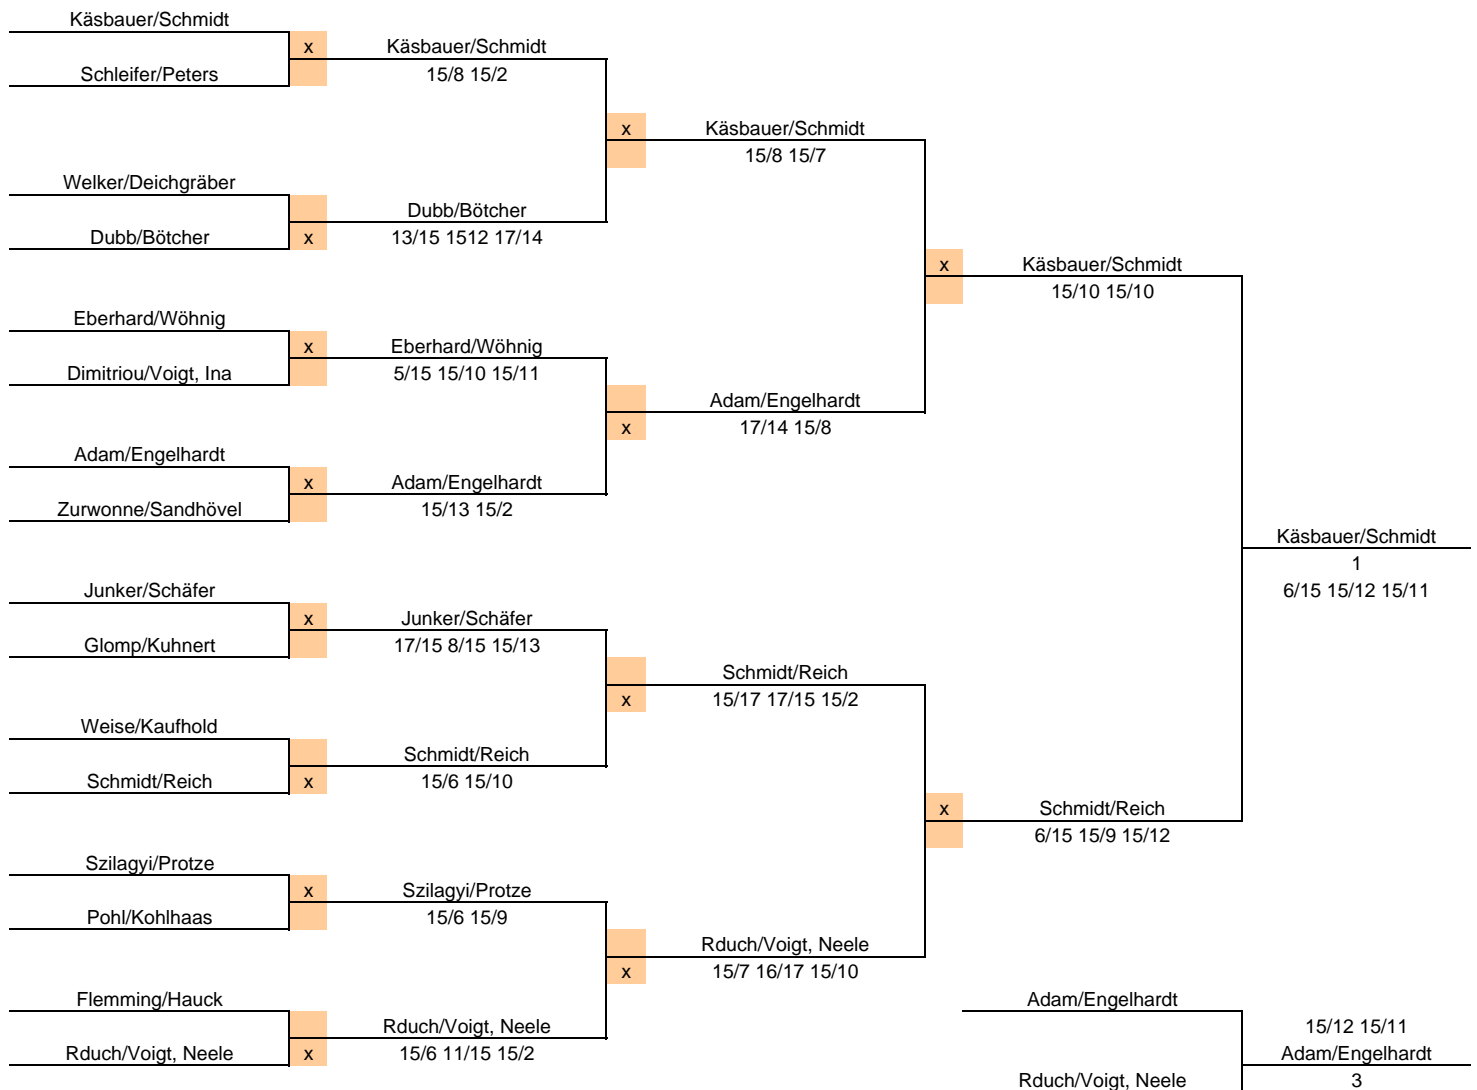 Käsbauer/Schmidt
x Käsbauer/Schmidt
Schleifer/Peters 15/8 15/2
x Käsbauer/Schmidt
15/8 15/7
Welker/Deichgräber
Dubb/Bötcher
Dubb/Bötcher x 13/15 1512 17/14
x Käsbauer/Schmidt
15/10 15/10
Eberhard/Wöhnig
x Eberhard/Wöhnig
Dimitriou/Voigt, Ina 5/15 15/10 15/11
Adam/Engelhardt
x 17/14 15/8
Adam/Engelhardt
x Adam/Engelhardt
Zurwonne/Sandhövel 15/13 15/2
Käsbauer/Schmidt
1
6/15 15/12 15/11
Junker/Schäfer
x Junker/Schäfer
Glomp/Kuhnert 17/15 8/15 15/13
Schmidt/Reich
x 15/17 17/15 15/2
Weise/Kaufhold
Schmidt/Reich
Schmidt/Reich x 15/6 15/10
x Schmidt/Reich
6/15 15/9 15/12
Szilagyi/Protze
x Szilagyi/Protze
Pohl/Kohlhaas 15/6 15/9
Rduch/Voigt, Neele
x 15/7 16/17 15/10
Flemming/Hauck Adam/Engelhardt
Rduch/Voigt, Neele 15/12 15/11
Rduch/Voigt, Neele x 15/6 11/15 15/2 Adam/Engelhardt
Rduch/Voigt, Neele 3